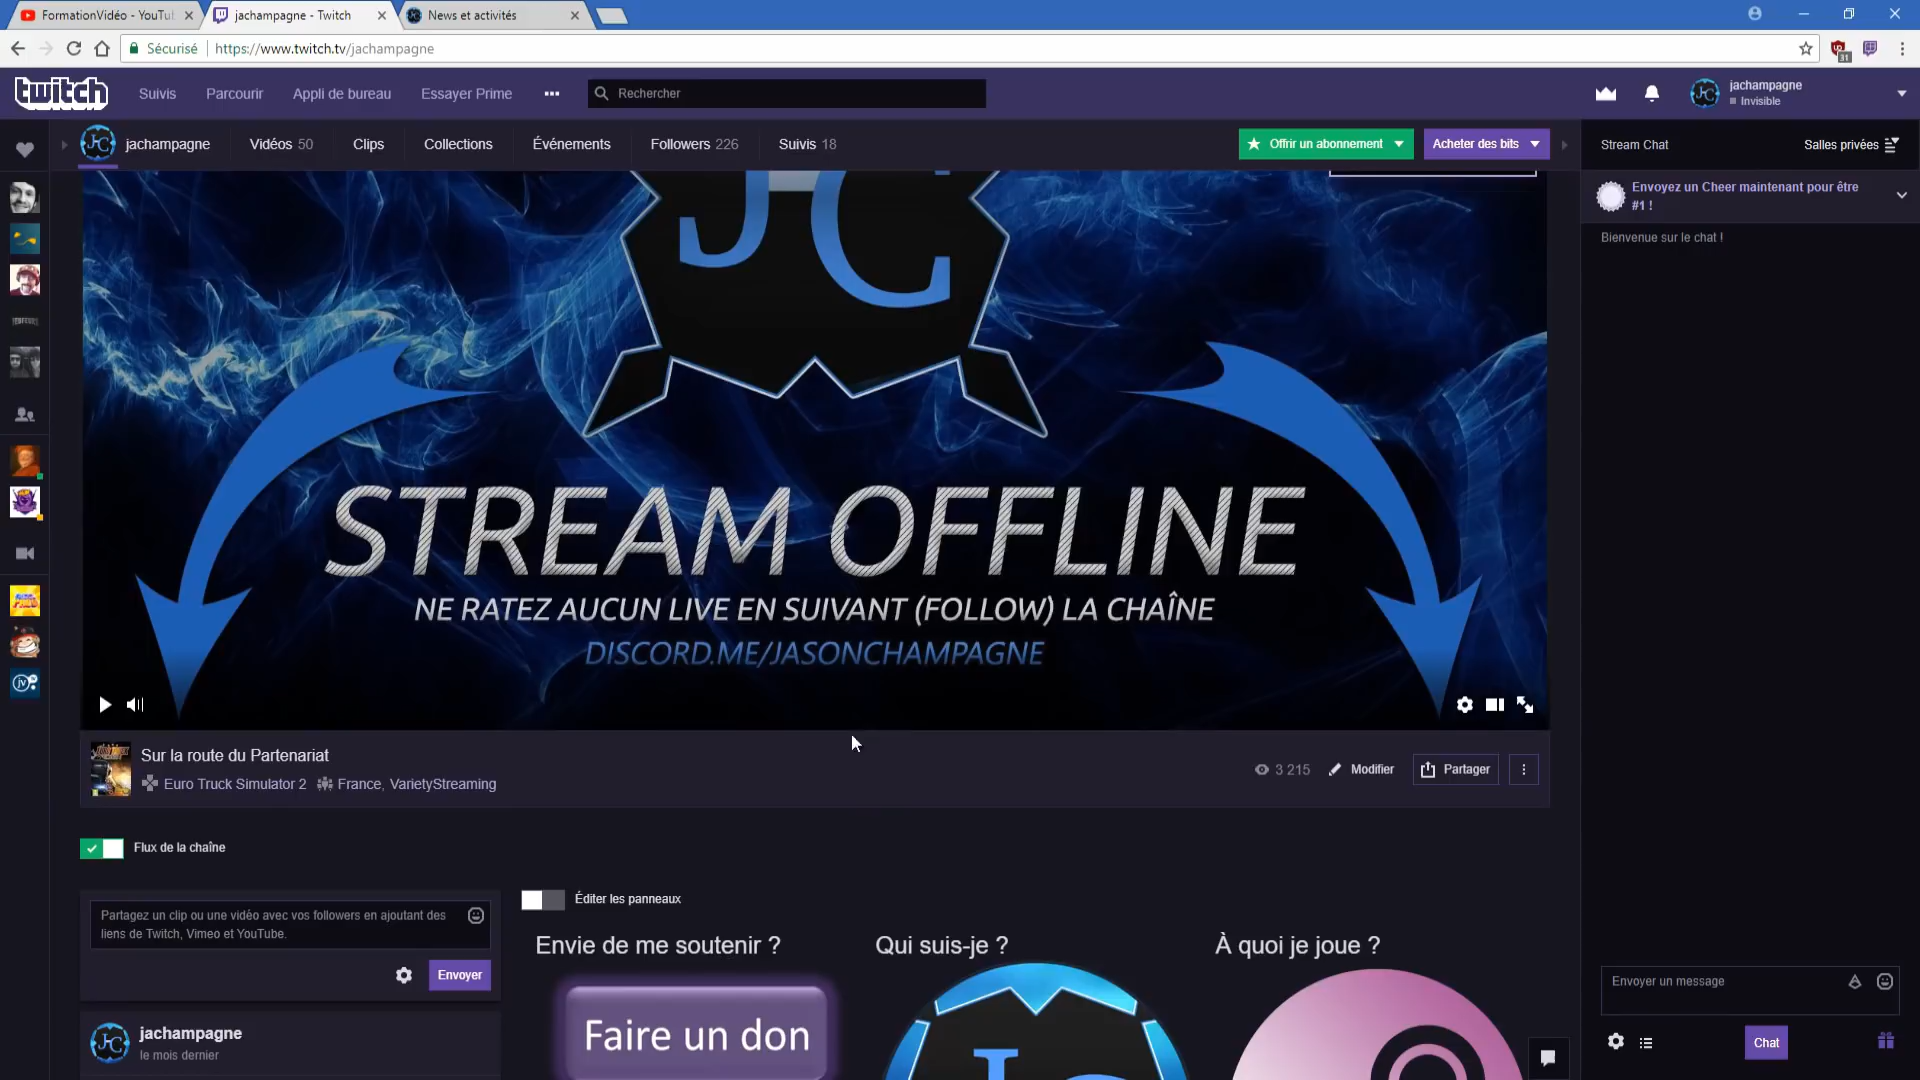 FormationVidéo - YouTu
jachampagne - Twitch
News et activités
Sécurisé
https://www.twitch.tv/jachampagne
31
twitch
Suivis
Parcourir
Appli de bureau
Essayer Prime
Rechercher
jachampagne
Invisible
jachampagne
Vidéos 50
Clips
Collections
Événements
Followers 226
Suivis 18
Offrir un abonnement
Acheter des bits
Stream Chat
Salles privées
Envoyez un Cheer maintenant pour être
#1 !
Bienvenue sur le chat !
JC
STREAM OFFLINE
NE RATEZ AUCUN LIVE EN SUIVANT (FOLLOW) LA CHAÎNE
DISCORD.ME/JASONCHAMPAGNE
Sur la route du Partenariat
Euro Truck Simulator 2
France, VarietyStreaming
3 215
Modifier
Partager
Flux de la chaîne
Partagez un clip ou une vidéo avec vos followers en ajoutant des
liens de Twitch, Vimeo et YouTube.
Envoyer
Éditer les panneaux
Envie de me soutenir ?
Qui suis-je ?
À quoi je joue ?
Faire un don
jachampagne
le mois dernier
Envoyer un message
Chat